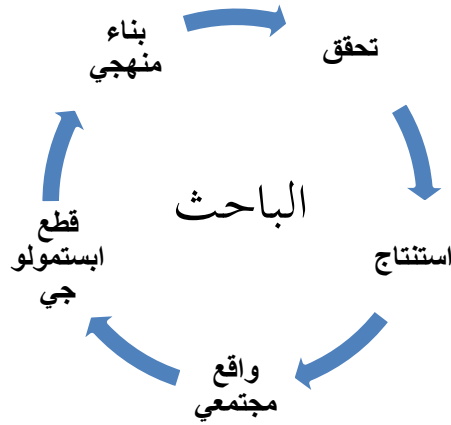 بناء
منهجي
تحقق
الباحث
قطع
ابستمولو
جي
استنتاج
واقع
مجتمعي